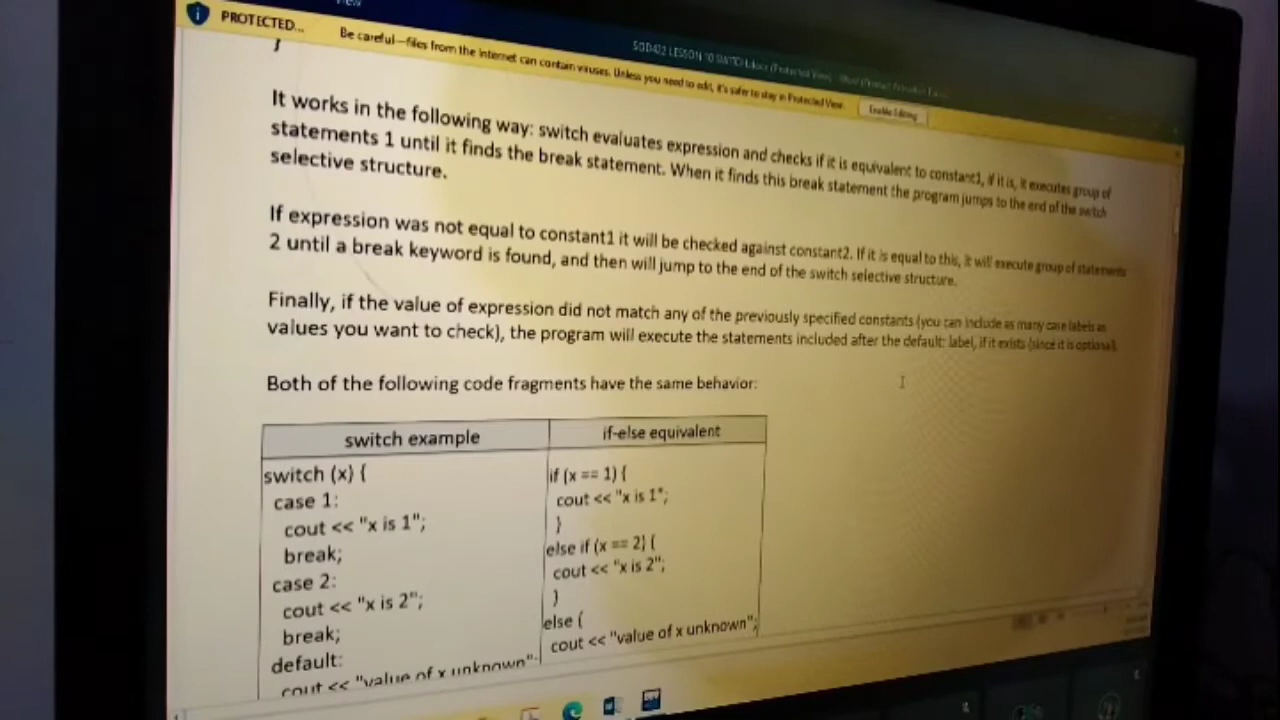 View
PROTECTED...
Be careful—files from the Internet can contain viruses. Unless you need to edit, it's safer to stay in Protected View.
Enable Editing
}
It works in the following way: switch evaluates expression and checks if it is equivalent to constant1, if it is, it executes group of
statements 1 until it finds the break statement. When it finds this break statement the program jumps to the end of the switch
selective structure.
If expression was not equal to constant1 it will be checked against constant2. If it is equal to this, it will execute group of statements
2 until a break keyword is found, and then will jump to the end of the switch selective structure.
Finally, if the value of expression did not match any of the previously specified constants (you can include as many case labels as
values you want to check), the program will execute the statements included after the default: label, if it exists (since it is optional).
Both of the following code fragments have the same behavior:
switch example
switch (x) {
case 1:
cout << "x is 1";
break;
case 2:
cout << "x is 2";
break;
default:
cout << "value of x unknown";
if-else equivalent
if (x == 1) {
cout << "x is 1";
}
else if (x == 2) {
cout << "x is 2";
}
else {
cout << "value of x unknown";